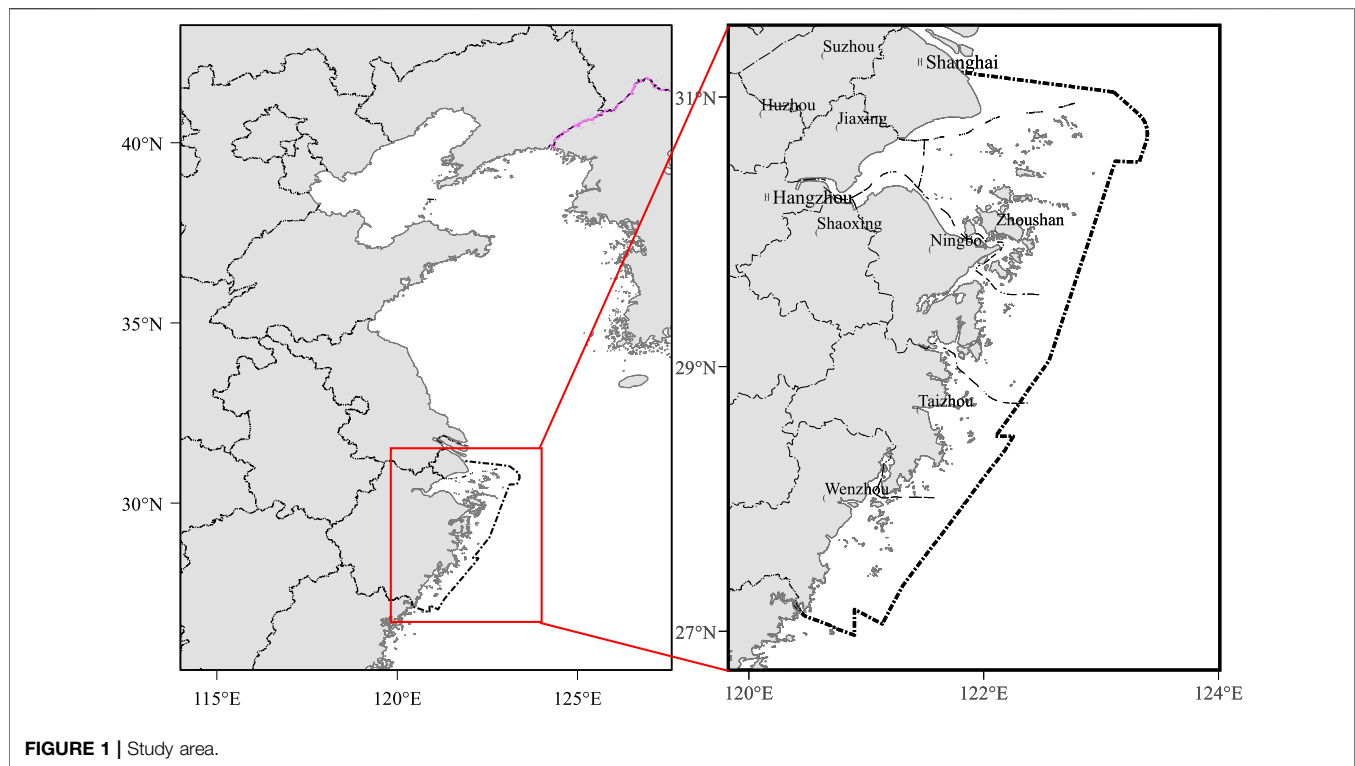 40°N
35°N
30°N
115°E
120°E
125°E
Suzhou
Shanghai
31°N
Huzhou
Jiaxing
Hangzhou
Shaoxing
Zhoushan
Ningbo
29°N
Taizhou
Wenzhou
27°N
120°E
122°E
124°E
FIGURE 1 | Study area.